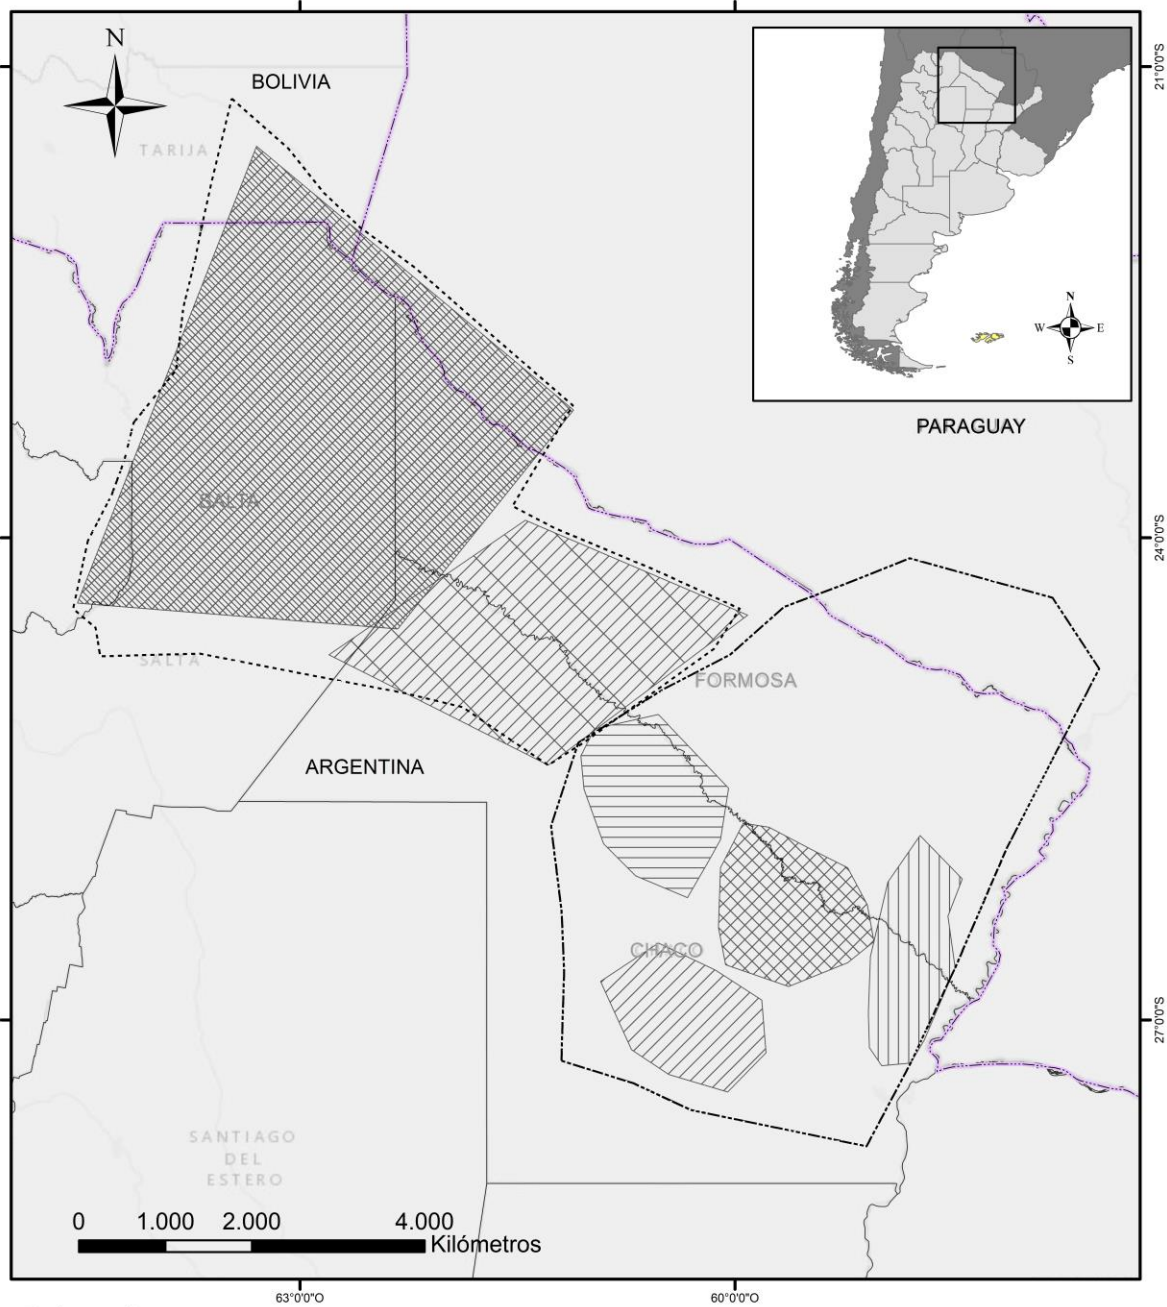 N
BOLIVIA
TARIJA
21°0'0"S
N
W
E
S
PARAGUAY
SALTA
24°0'0"S
SALTA
FORMOSA
ARGENTINA
CHACO
27°0'0"S
SANTIAGO
DEL
ESTERO
0 1.000 2.000 4.000
Kilómetros
63°0'0"O 60°0'0"O